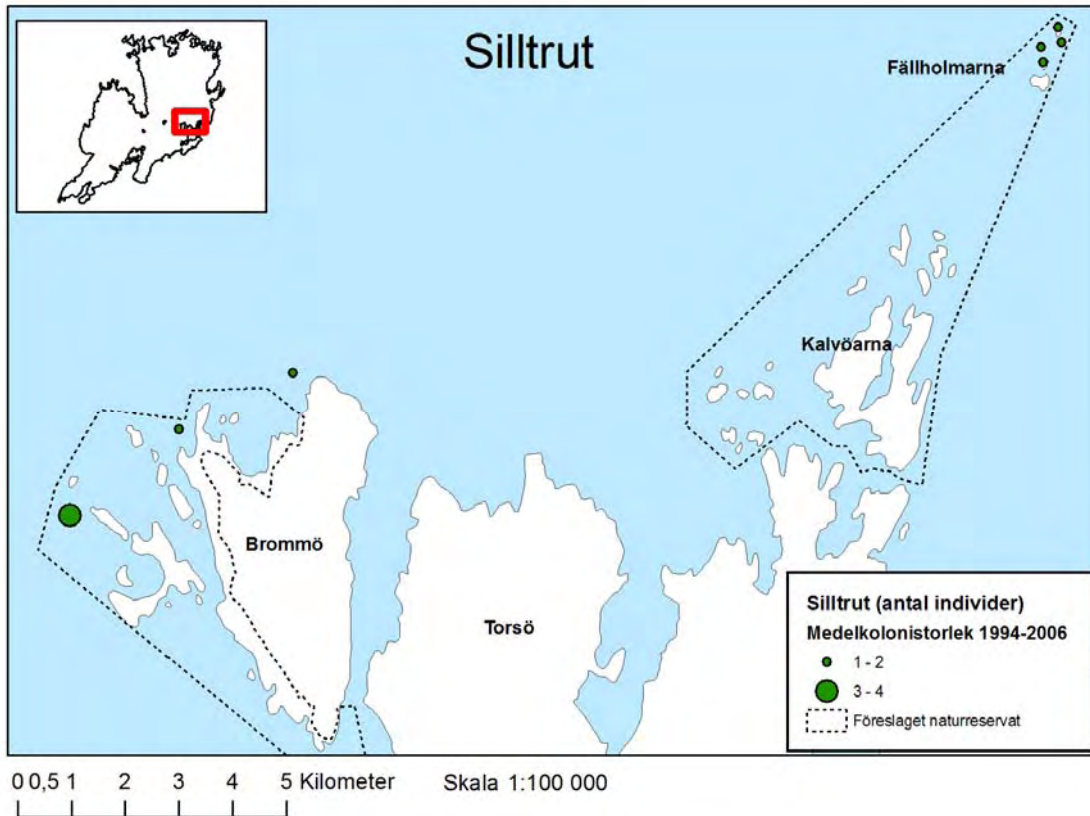 Silltrut
Fällholmarna
Kalvöarna
Brommö
Torsö
Silltrut (antal individer)
Medelkolonistorlek 1994-2006
1 - 2
3 - 4
Föreslaget naturreservat
0 0,5 1 2 3 4 5 Kilometer Skala 1:100 000